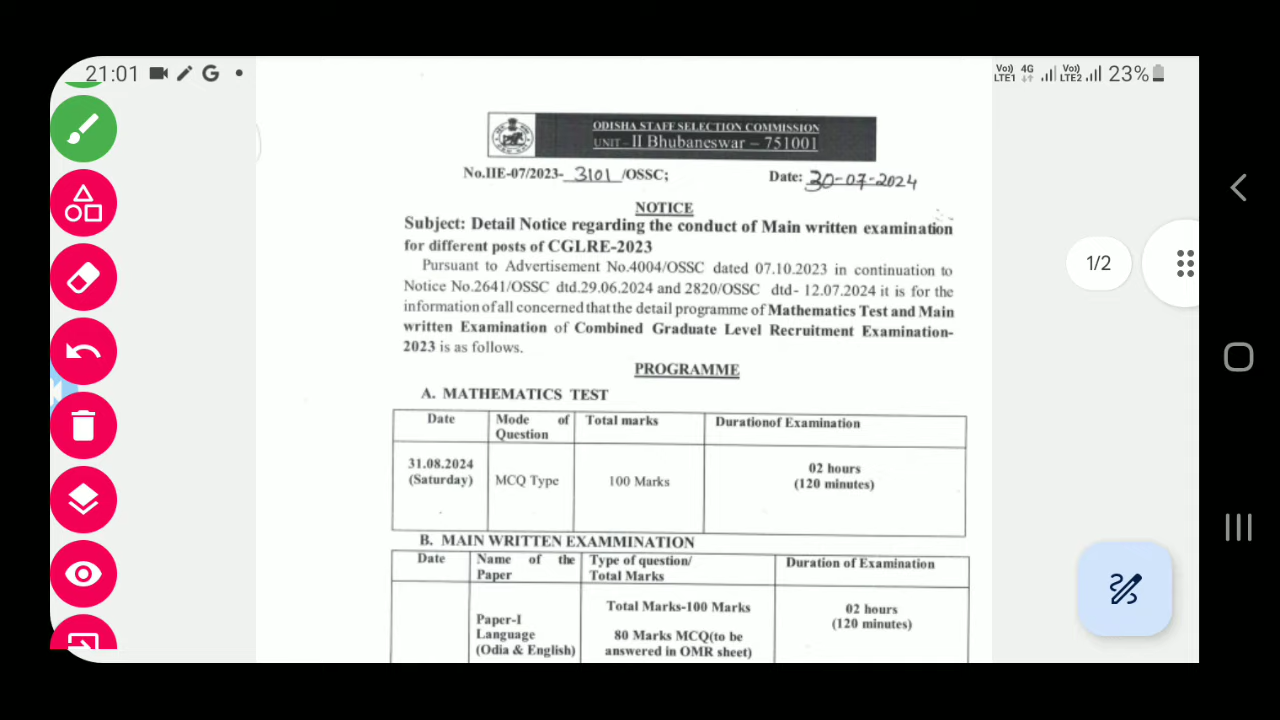 21:01
Vo)) 4G LTE1 Vo)) LTE2 23%
ODISHA STAFF SELECTION COMMISSION
UNIT – II Bhubaneswar – 751001
No.IIE-07/2023- 3101 /OSSC; Date: 30-07-2024
NOTICE
Subject: Detail Notice regarding the conduct of Main written examination
for different posts of CGLRE-2023
Pursuant to Advertisement No.4004/OSSC dated 07.10.2023 in continuation to
Notice No.2641/OSSC dtd.29.06.2024 and 2820/OSSC dtd- 12.07.2024 it is for the
information of all concerned that the detail programme of Mathematics Test and Main
written Examination of Combined Graduate Level Recruitment Examination-
2023 is as follows.
1/2
PROGRAMME
A. MATHEMATICS TEST
Date Mode of Question Total marks Durationof Examination
31.08.2024 (Saturday) MCQ Type 100 Marks 02 hours (120 minutes)
B. MAIN WRITTEN EXAMMINATION
Date Name of the Paper Type of question/ Total Marks Duration of Examination
Paper-I Language (Odia & English) Total Marks-100 Marks 80 Marks MCQ(to be answered in OMR sheet) 02 hours (120 minutes)